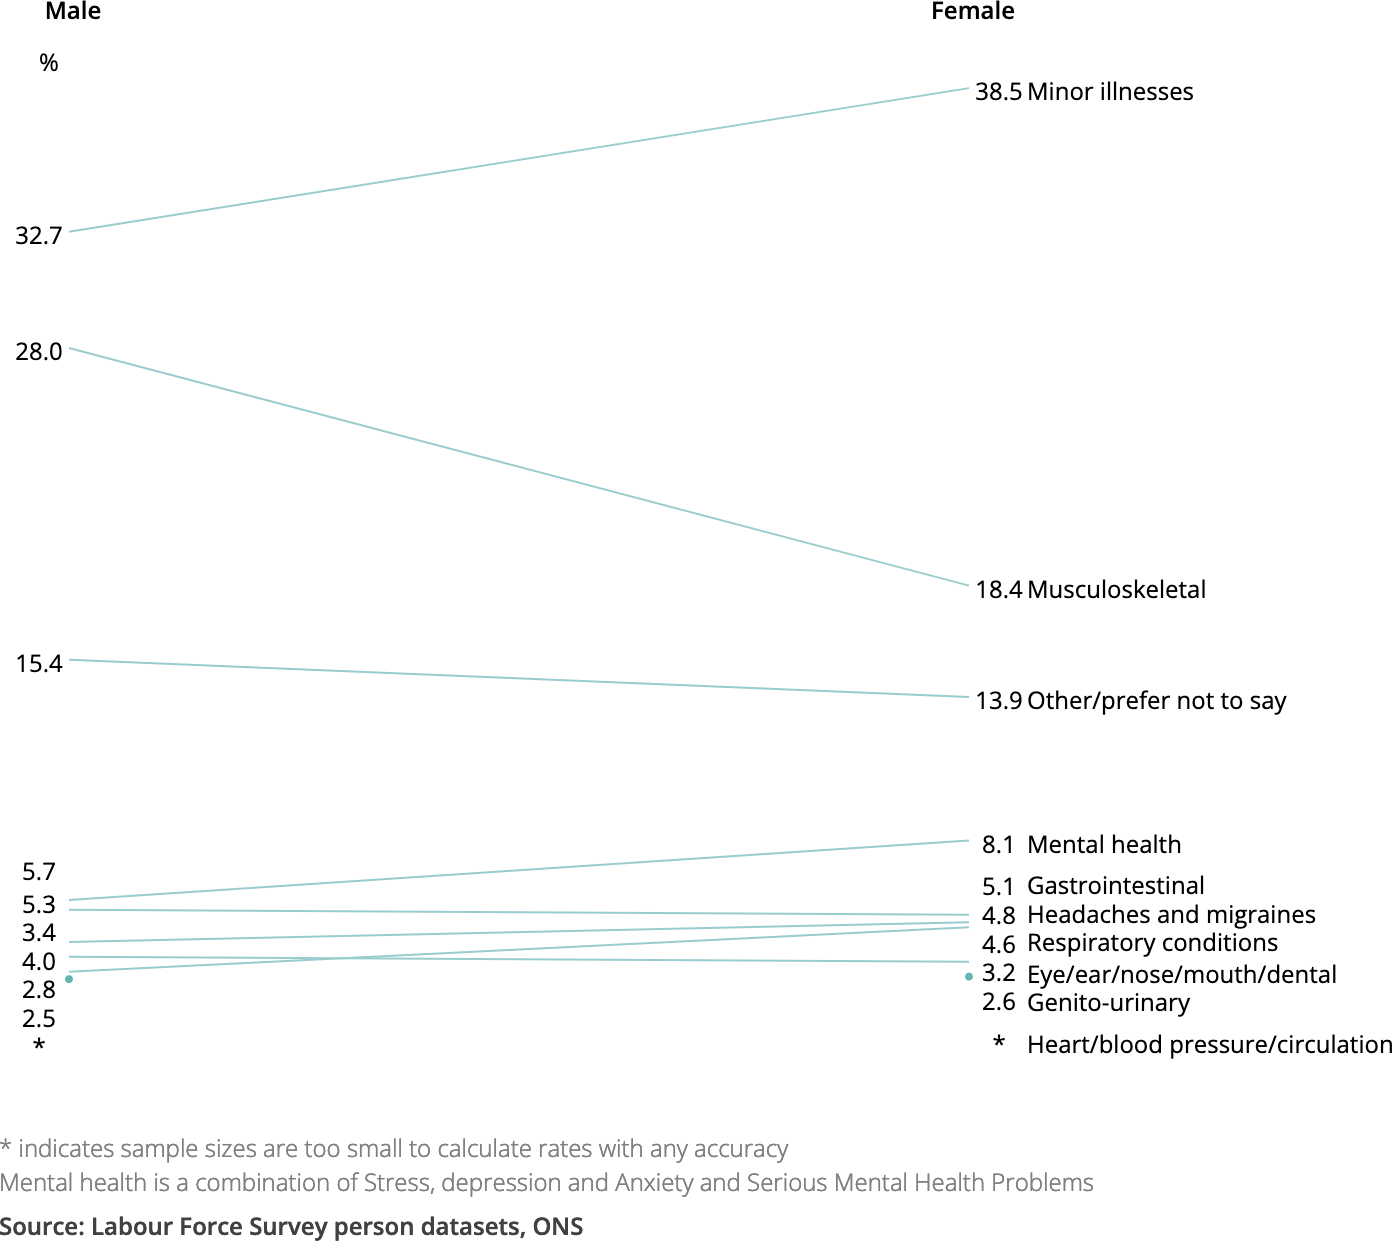 Male Female
%
38.5 Minor illnesses
32.7
28.0
18.4 Musculoskeletal
15.4
13.9 Other/prefer not to say
8.1 Mental health
5.7
5.1 Gastrointestinal
5.3
4.8 Headaches and migraines
3.4
4.6 Respiratory conditions
4.0
3.2 Eye/ear/nose/mouth/dental
2.8
2.6 Genito-urinary
2.5
* Heart/blood pressure/circulation
*
* indicates sample sizes are too small to calculate rates with any accuracy
Mental health is a combination of Stress, depression and Anxiety and Serious Mental Health Problems
Source: Labour Force Survey person datasets, ONS